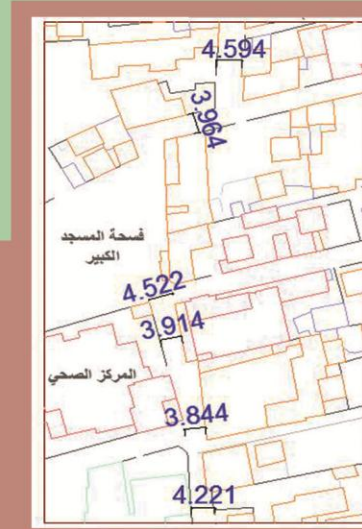 4.594
3.964
فسحة المسجد
الكبير
4.522
3.914
المركز الصحي
3.844
4.221